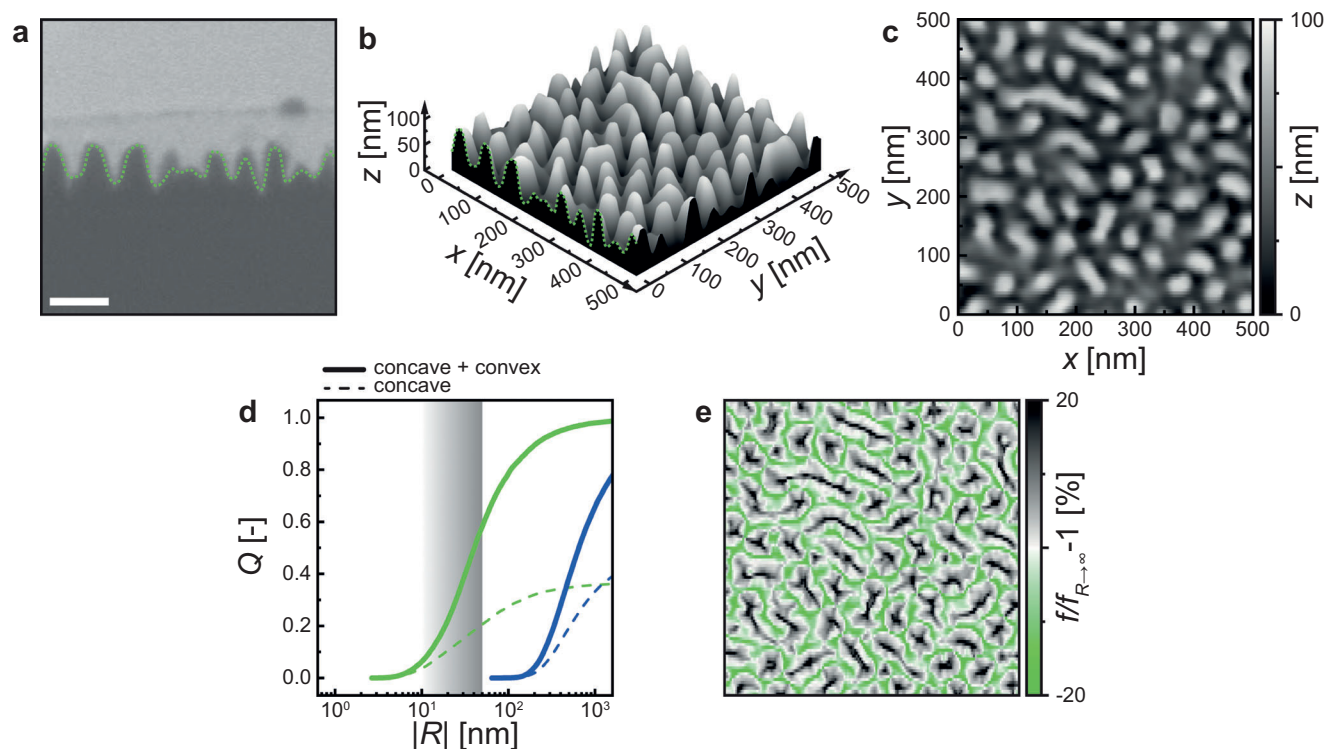 a
b
z [nm]
100
50
0
0
100
200
300
400
500
x [nm]
0
100
200
300
400
500
y [nm]
c
500
400
300
200
100
0
y [nm]
0 100 200 300 400 500
x [nm]
100
0
z [nm]
concave + convex
concave
d
1.0
0.8
0.6
0.4
0.2
0.0
Q [-]
10⁰ 10¹ 10² 10³
|R| [nm]
e
20
-20
f/f_{R→∞}-1 [%]